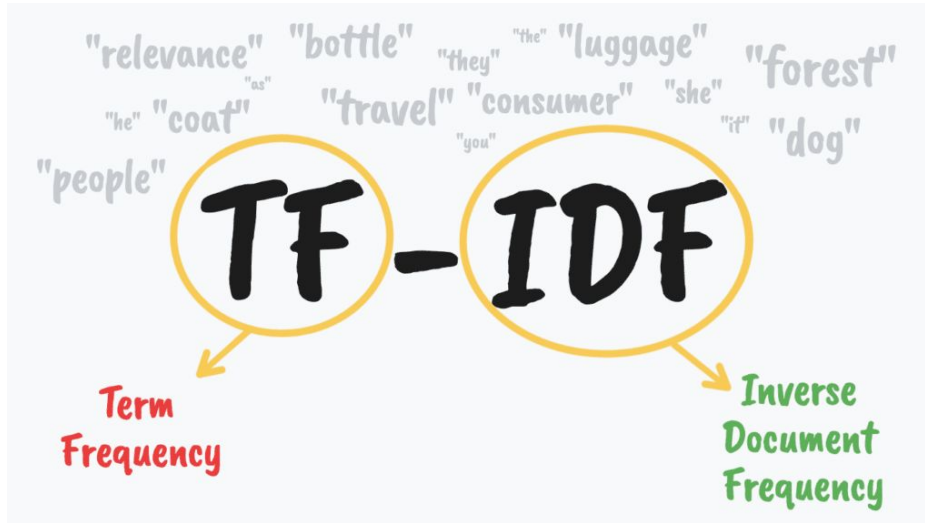 "relevance" "bottle" "they" "the" "luggage" "forest"
"he" "coat" "as" "travel" "consumer" "she" "it" "dog"
"people" "you"
TF - IDF
Term
Frequency
Inverse
Document
Frequency